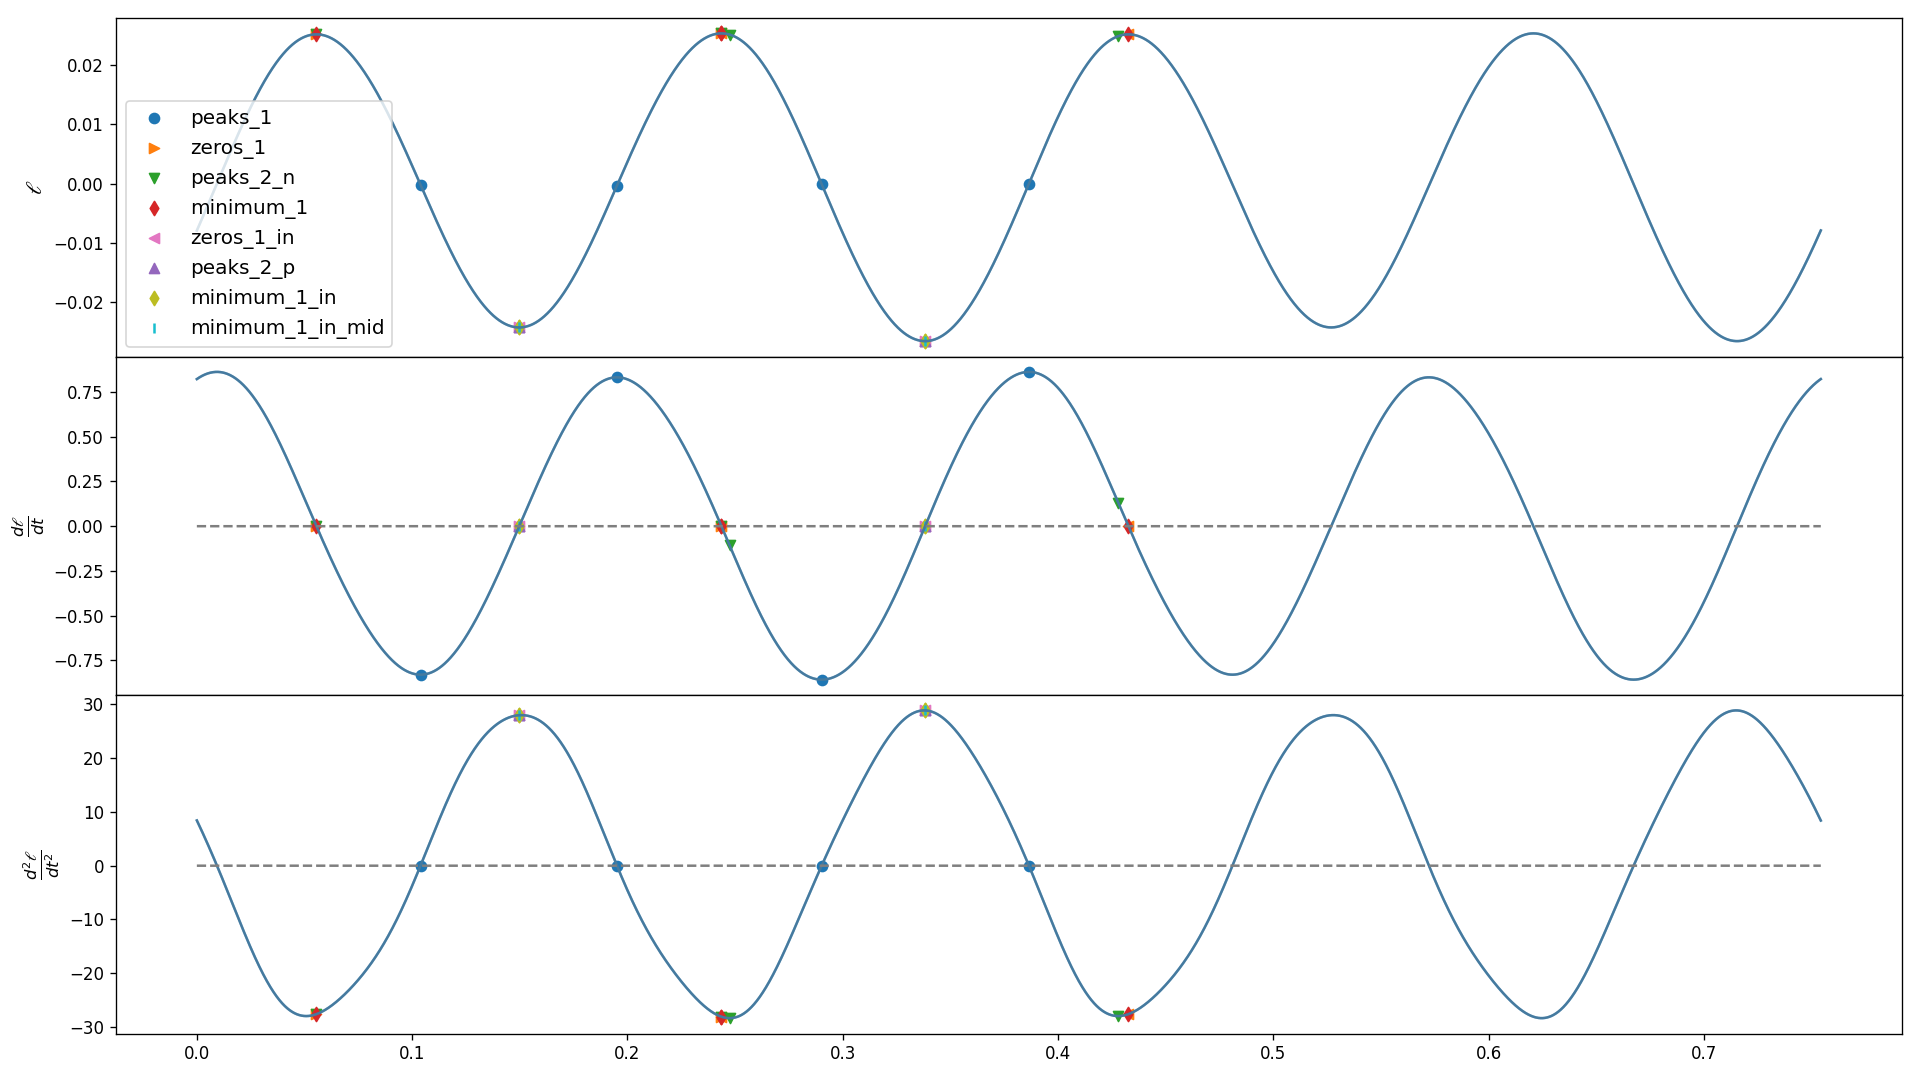 0.02
0.01
0.00
−0.01
−0.02
ℓ
peaks_1
zeros_1
peaks_2_n
minimum_1
zeros_1_in
peaks_2_p
minimum_1_in
minimum_1_in_mid
0.75
0.50
0.25
0.00
−0.25
−0.50
−0.75
dℓ
dt
30
20
10
0
−10
−20
−30
d²ℓ
dt²
0.0 0.1 0.2 0.3 0.4 0.5 0.6 0.7